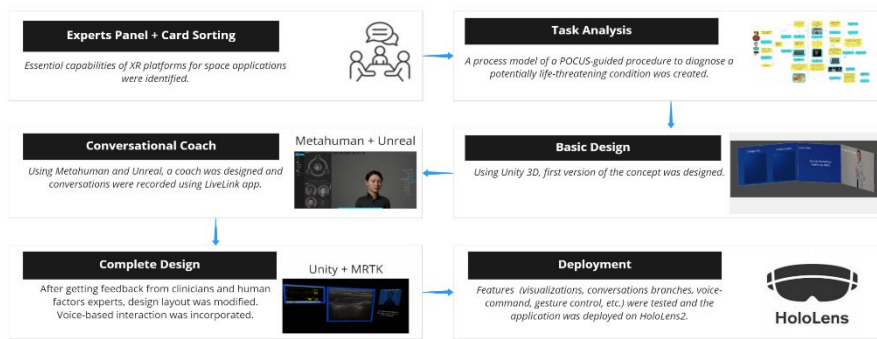 Experts Panel + Card Sorting
Essential capabilities of XR platforms for space applications
were identified.
Task Analysis
A process model of a POCUS-guided procedure to diagnose a
potentially life-threatening condition was created.
Conversational Coach
Using Metahuman and Unreal, a coach was designed and
conversations were recorded using LiveLink app.
Metahuman + Unreal
Basic Design
Using Unity 3D, first version of the concept was designed.
Complete Design
After getting feedback from clinicians and human
factors experts, design layout was modified.
Voice-based interaction was incorporated.
Unity + MRTK
Deployment
Features (visualizations, conversations branches, voice-
command, gesture control, etc.) were tested and the
application was deployed on HoloLens2.
HoloLens